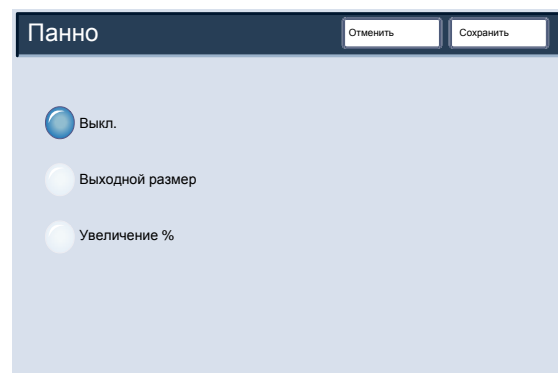 Панно
Отменить
Сохранить
Выкл.
Выходной размер
Увеличение %